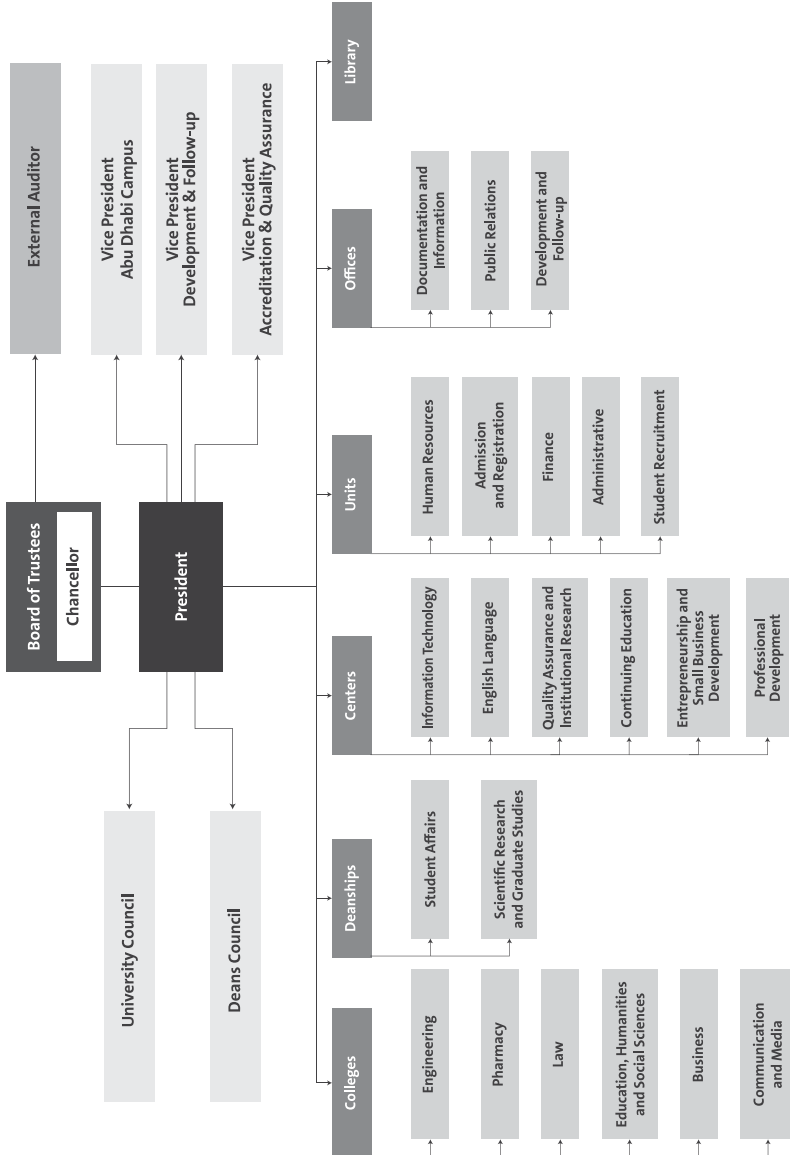 Board of Trustees
Chancellor
External Auditor
President
University Council
Deans Council
Vice President
Abu Dhabi Campus
Vice President
Development & Follow-up
Vice President
Accreditation & Quality Assurance
Colleges
Engineering
Pharmacy
Law
Education, Humanities
and Social Sciences
Business
Communication
and Media
Deanships
Student Affairs
Scientific Research
and Graduate Studies
Centers
Information Technology
English Language
Quality Assurance and
Institutional Research
Continuing Education
Entrepreneurship and
Small Business
Development
Professional
Development
Units
Human Resources
Admission
and Registration
Finance
Administrative
Student Recruitment
Offices
Documentation and
Information
Public Relations
Development and
Follow-up
Library